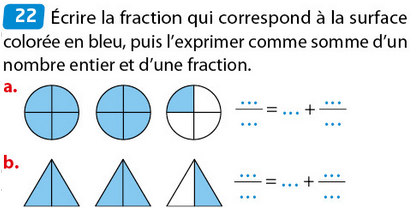 22 Écrire la fraction qui correspond à la surface
colorée en bleu, puis l'exprimer comme somme d'un
nombre entier et d'une fraction.
a.
.../... = ... + .../...
b.
.../... = ... + .../...